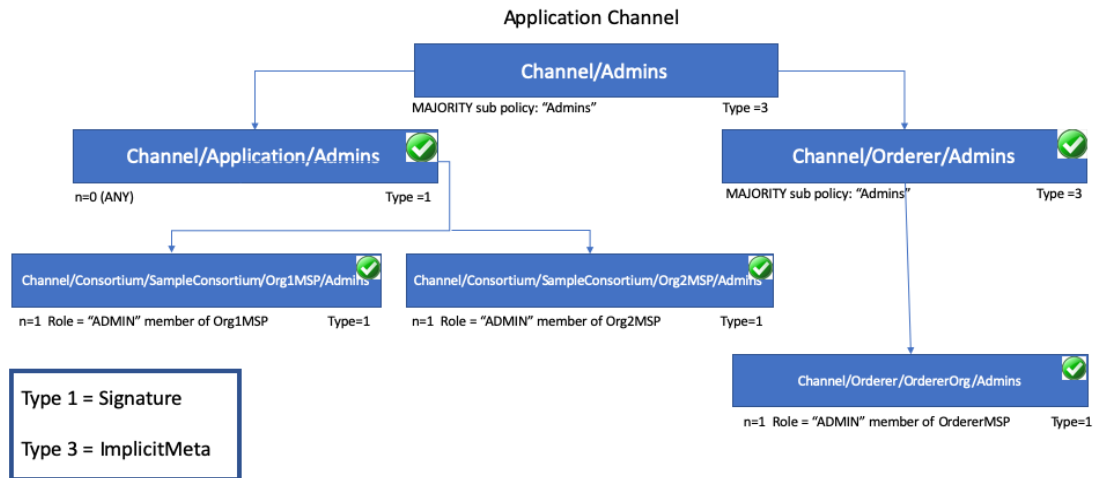 Application Channel
Channel/Admins
MAJORITY sub policy: “Admins” Type =3
Channel/Application/Admins
n=0 (ANY) Type =1
Channel/Orderer/Admins
MAJORITY sub policy: “Admins” Type =3
Channel/Consortium/SampleConsortium/Org1MSP/Admins
n=1 Role = “ADMIN” member of Org1MSP Type=1
Channel/Consortium/SampleConsortium/Org2MSP/Admins
n=1 Role = “ADMIN” member of Org2MSP Type=1
Channel/Orderer/OrdererOrg/Admins
n=1 Role = “ADMIN” member of OrdererMSP Type=1
Type 1 = Signature
Type 3 = ImplicitMeta